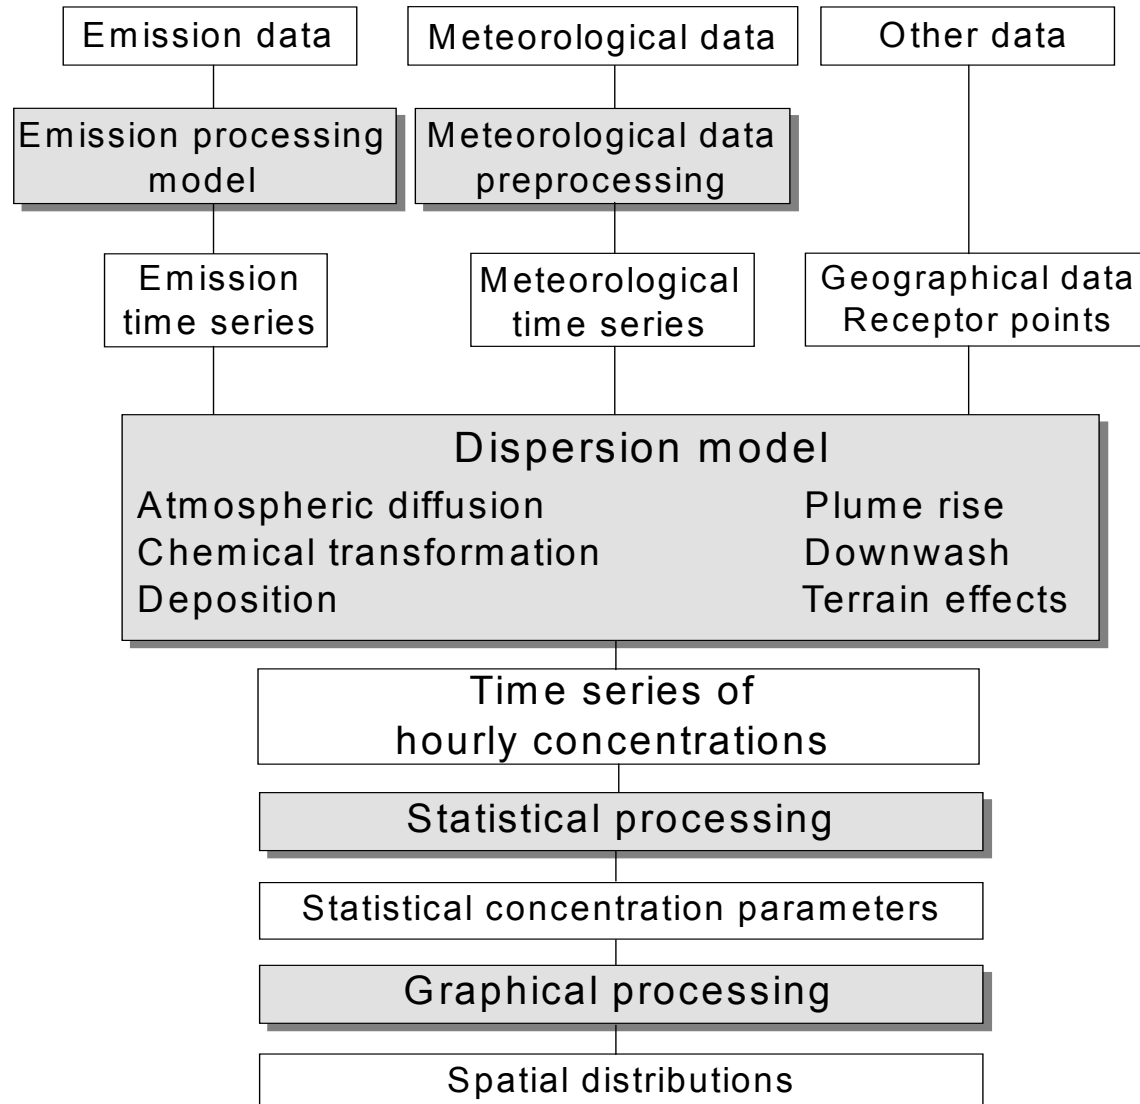 Emission data
Meteorological data
Other data
Emission processing
model
Meteorological data
preprocessing
Emission
time series
Meteorological
time series
Geographical data
Receptor points
Dispersion model
Atmospheric diffusion
Plume rise
Chemical transformation
Downwash
Deposition
Terrain effects
Time series of
hourly concentrations
Statistical processing
Statistical concentration parameters
Graphical processing
Spatial distributions